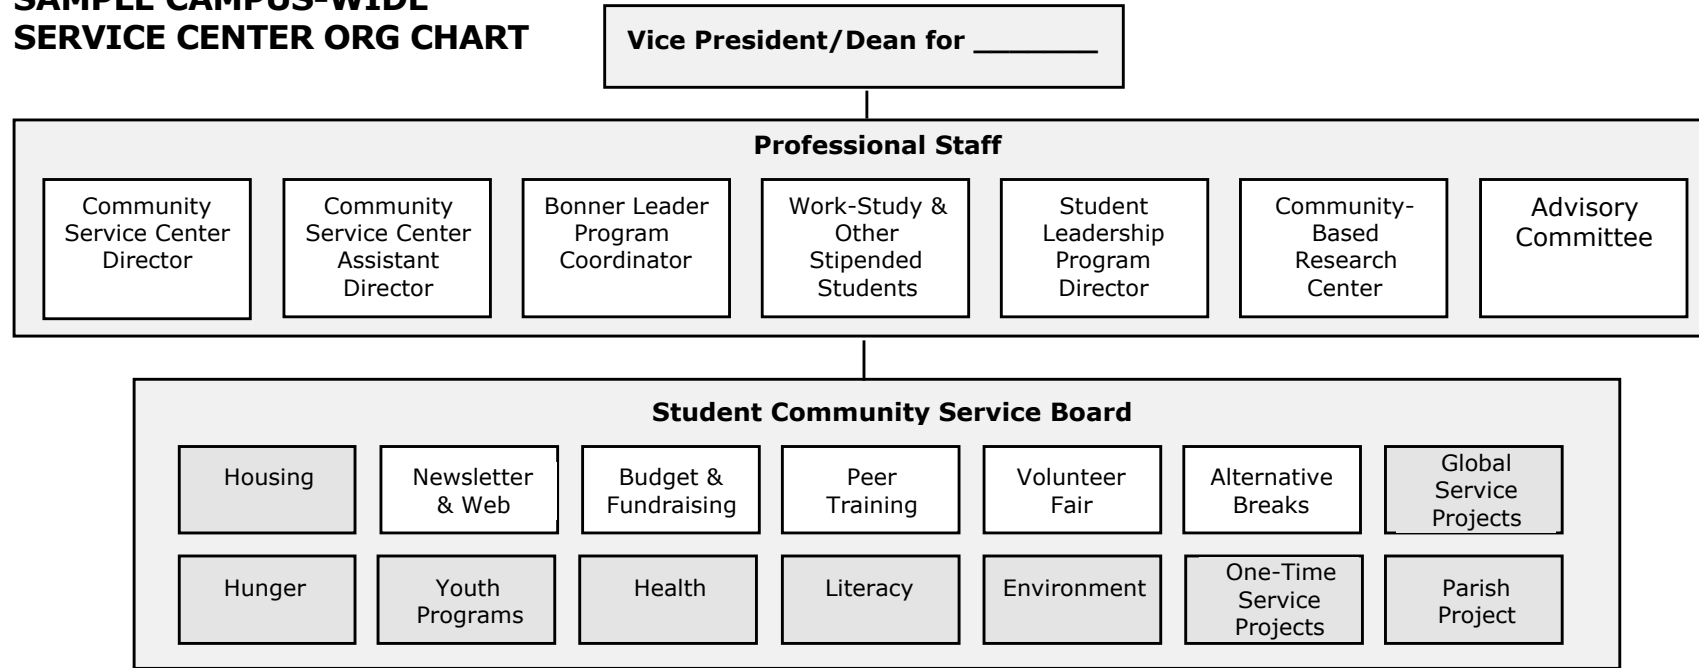 SAMPLE CAMPUS-WIDE
SERVICE CENTER ORG CHART
Vice President/Dean for _________
Professional Staff
Community
Service Center
Director
Community
Service Center
Assistant
Director
Bonner Leader
Program
Coordinator
Work-Study &
Other
Stipended
Students
Student
Leadership
Program
Director
Community-
Based
Research
Center
Advisory
Committee
Student Community Service Board
Housing
Newsletter
& Web
Budget &
Fundraising
Peer
Training
Volunteer
Fair
Alternative
Breaks
Global
Service
Projects
Hunger
Youth
Programs
Health
Literacy
Environment
One-Time
Service
Projects
Parish
Project